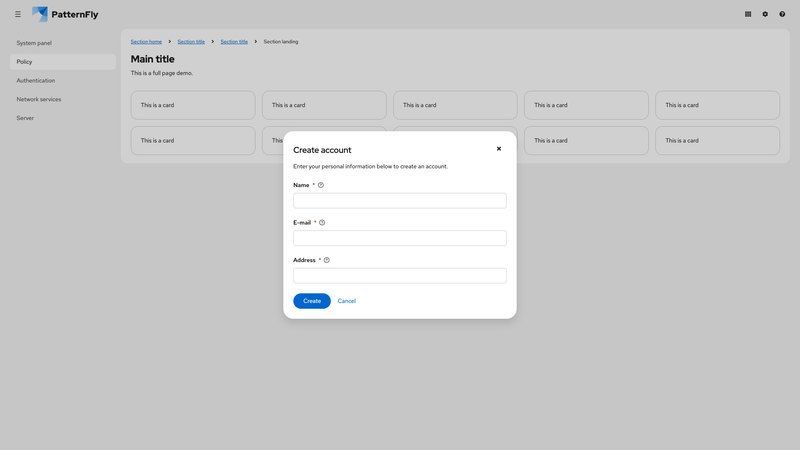 PatternFly
System panel
Policy
Authentication
Network services
Server
Section home > Section title > Section title > Section landing
Main title
This is a full page demo.
This is a card This is a card This is a card This is a card This is a card
This is a card This This is a card This is a card
Create account
Enter your personal information below to create an account.
Name *
E-mail *
Address *
Create Cancel